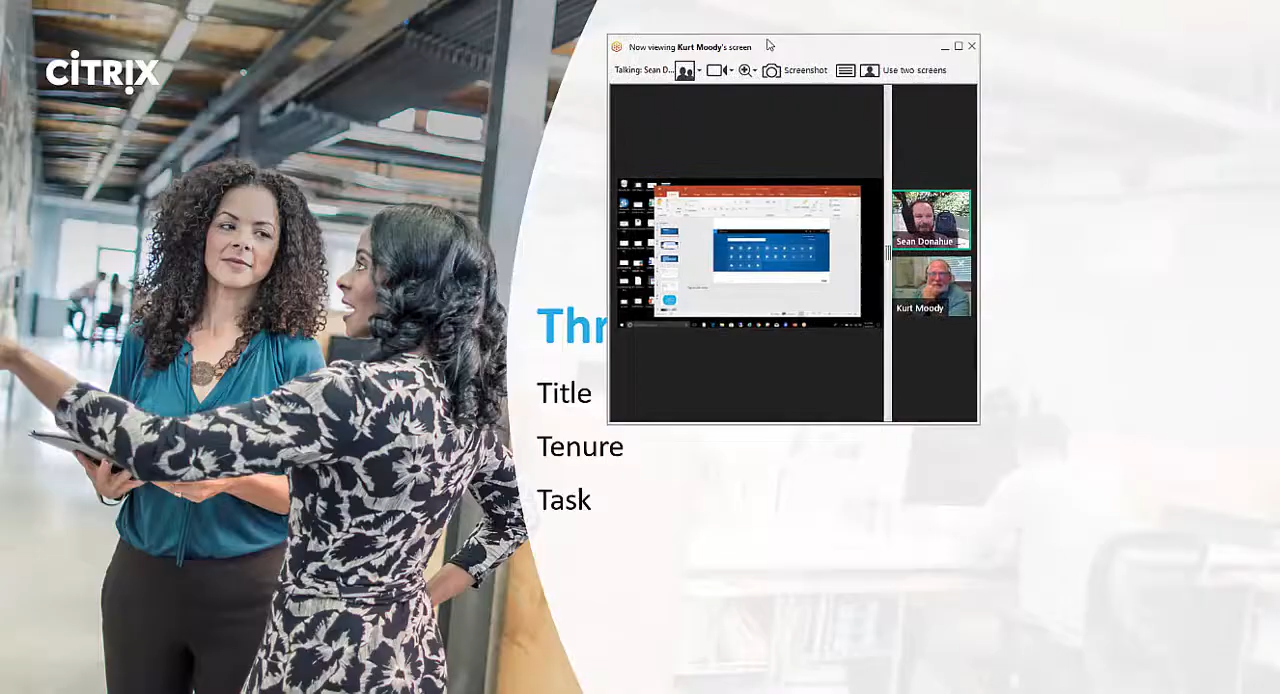 CITRIX
Now viewing Kurt Moody's screen
Talking: Sean D...
Screenshot
Use two screens
Sean Donahue
Kurt Moody
Thr
Title
Tenure
Task